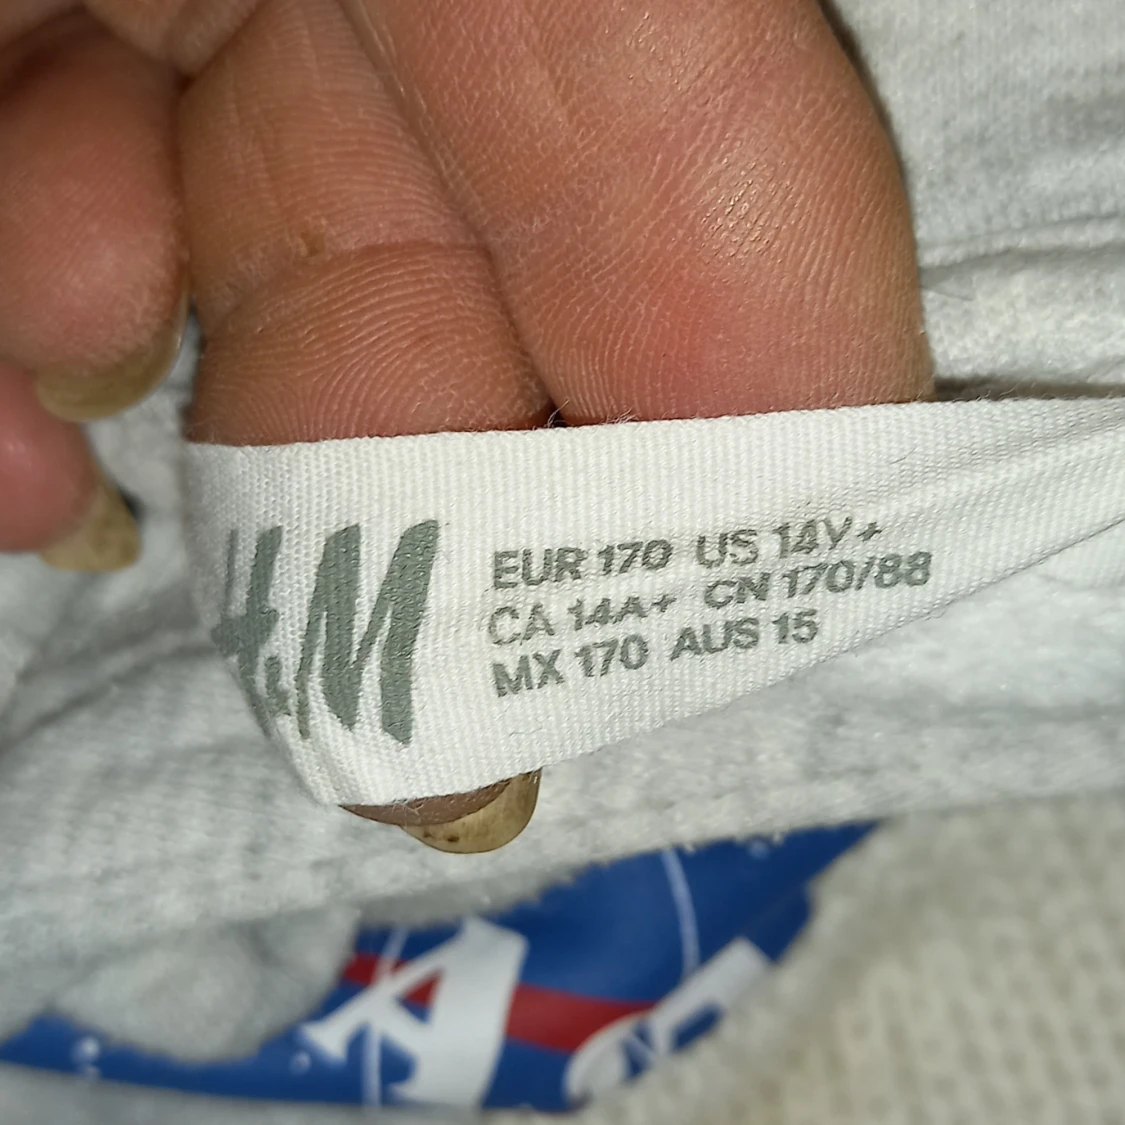 H&M
EUR 170 US 14Y+
CA 14A+ CN 170/88
MX 170 AUS 15
A